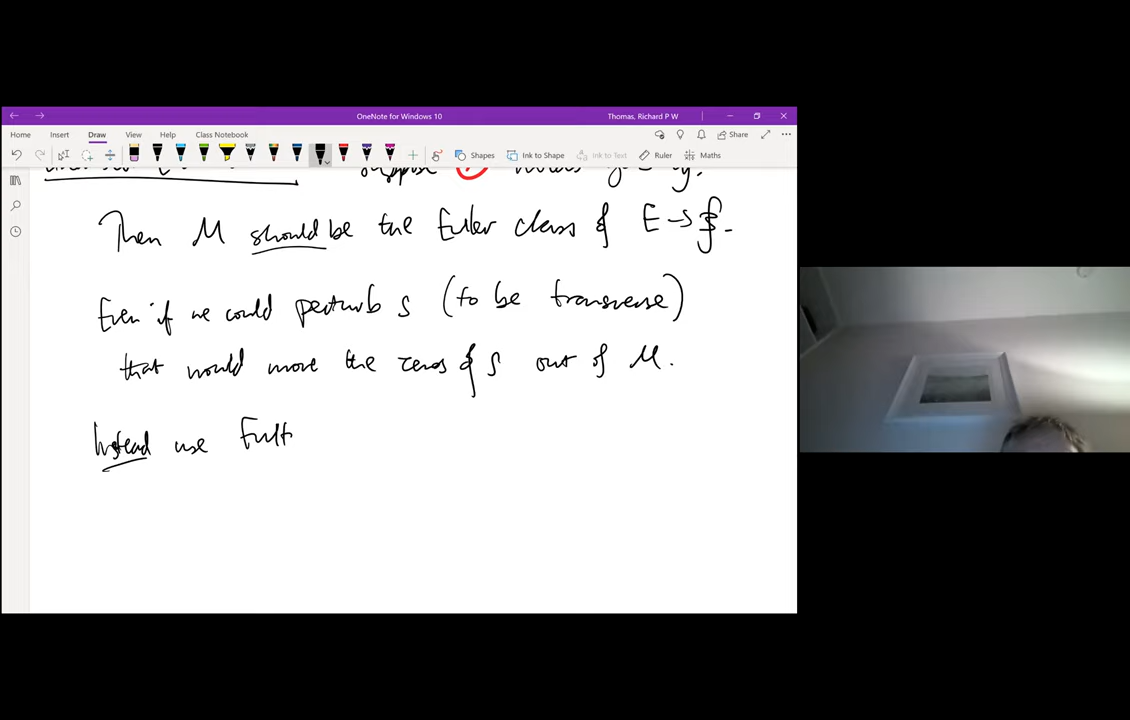 OneNote for Windows 10
Thomas, Richard P W
Home Insert Draw View Help Class Notebook
Share
Shapes Ink to Shape Ink to Text Ruler Maths
Suppose
Then M should be the Euler class of E →
Even if we could perturb s (to be transverse)
that would move the zeros of s out of M.
Instead use Fult